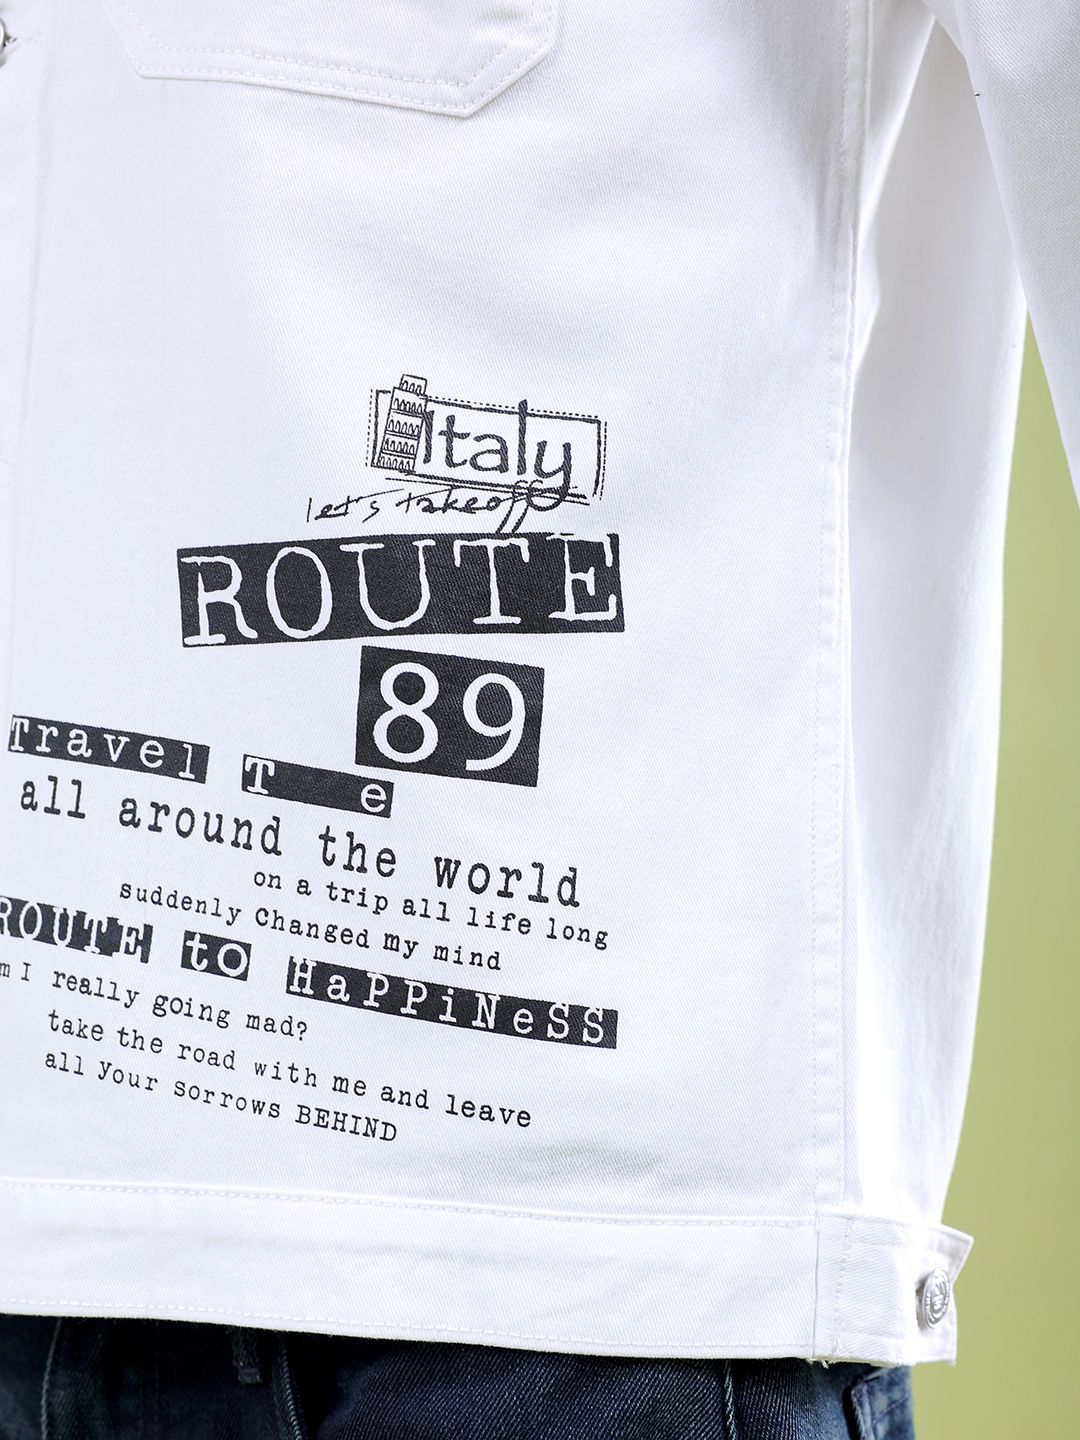 Italy
let's takeoff
ROUTE
89
Travel T e
all around the world
on a trip all life long
suddenly Changed my mind
ROUTE to HaPPiNeSS
m I really going mad?
take the road with me and leave
all your sorrows BEHIND